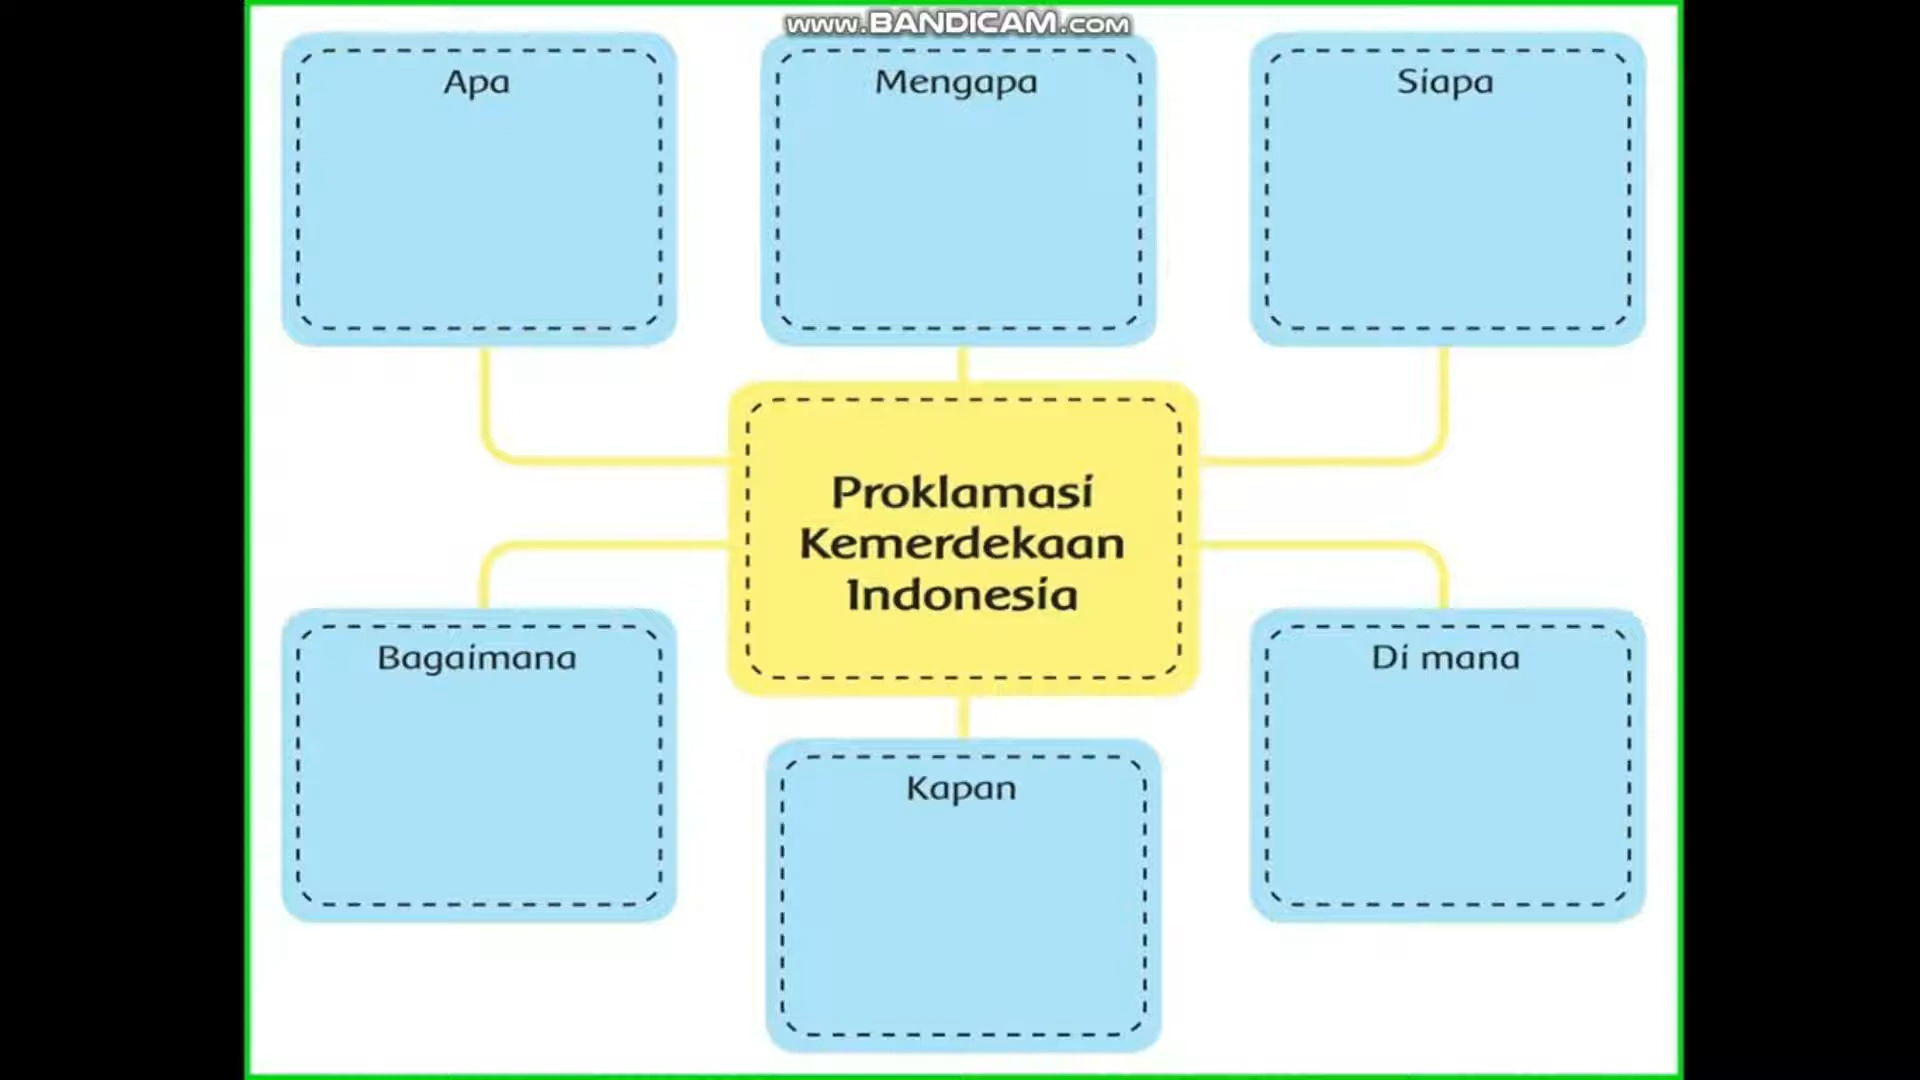 www.BANDICAM.com
Apa
Mengapa
Siapa
Proklamasi
Kemerdekaan
Indonesia
Bagaimana
Di mana
Kapan